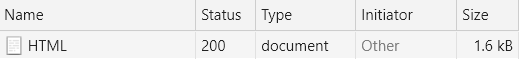 Name Status Type Initiator Size
HTML 200 document Other 1.6 kB